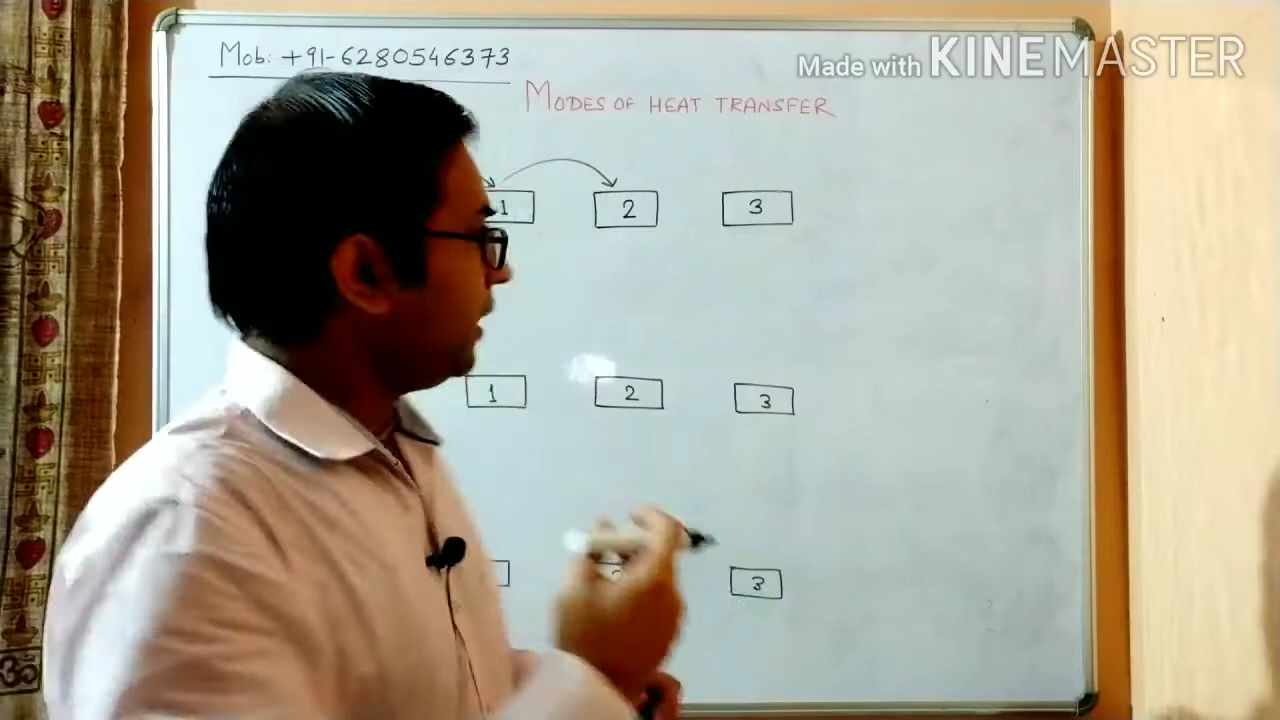 Mob: +91-6280546373
Made with KINEMASTER
MODES OF HEAT TRANSFER
1 2 3
1 2 3
3